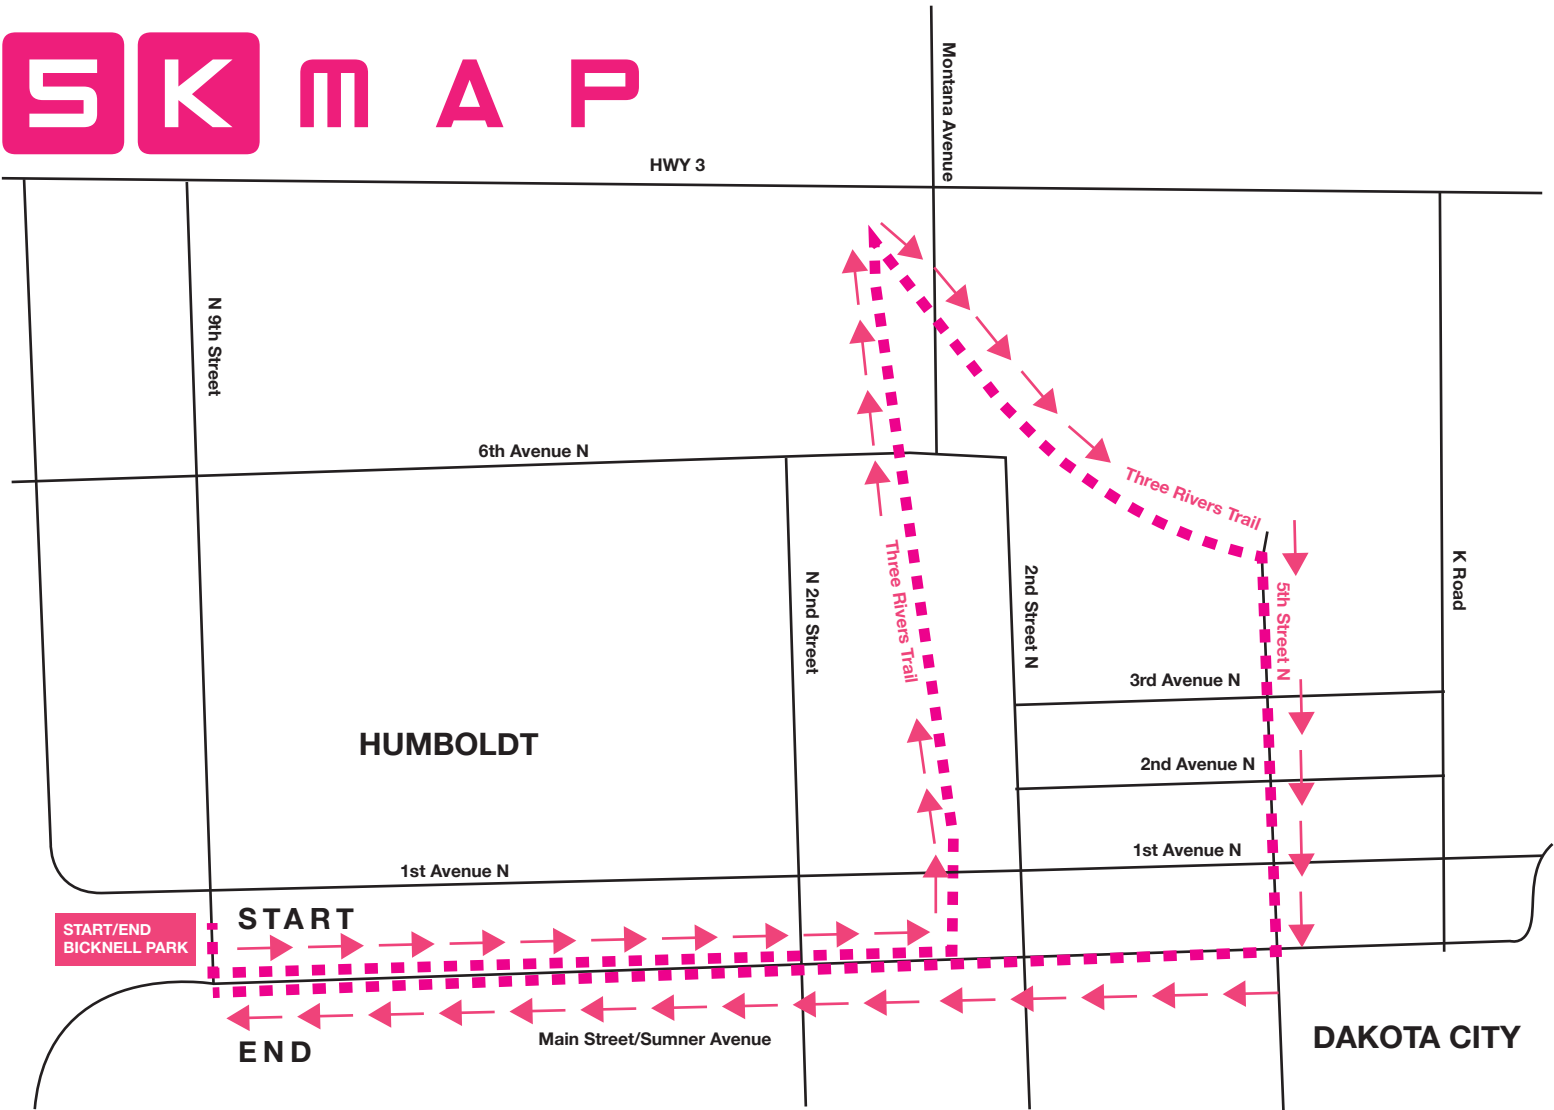 5K MAP
Montana Avenue
HWY 3
N 9th Street
6th Avenue N
Three Rivers Trail
K Road
Three Rivers Trail
N 2nd Street
2nd Street N
5th Street N
3rd Avenue N
HUMBOLDT
2nd Avenue N
1st Avenue N
1st Avenue N
START
START/END
BICKNELL PARK
END
Main Street/Sumner Avenue
DAKOTA CITY